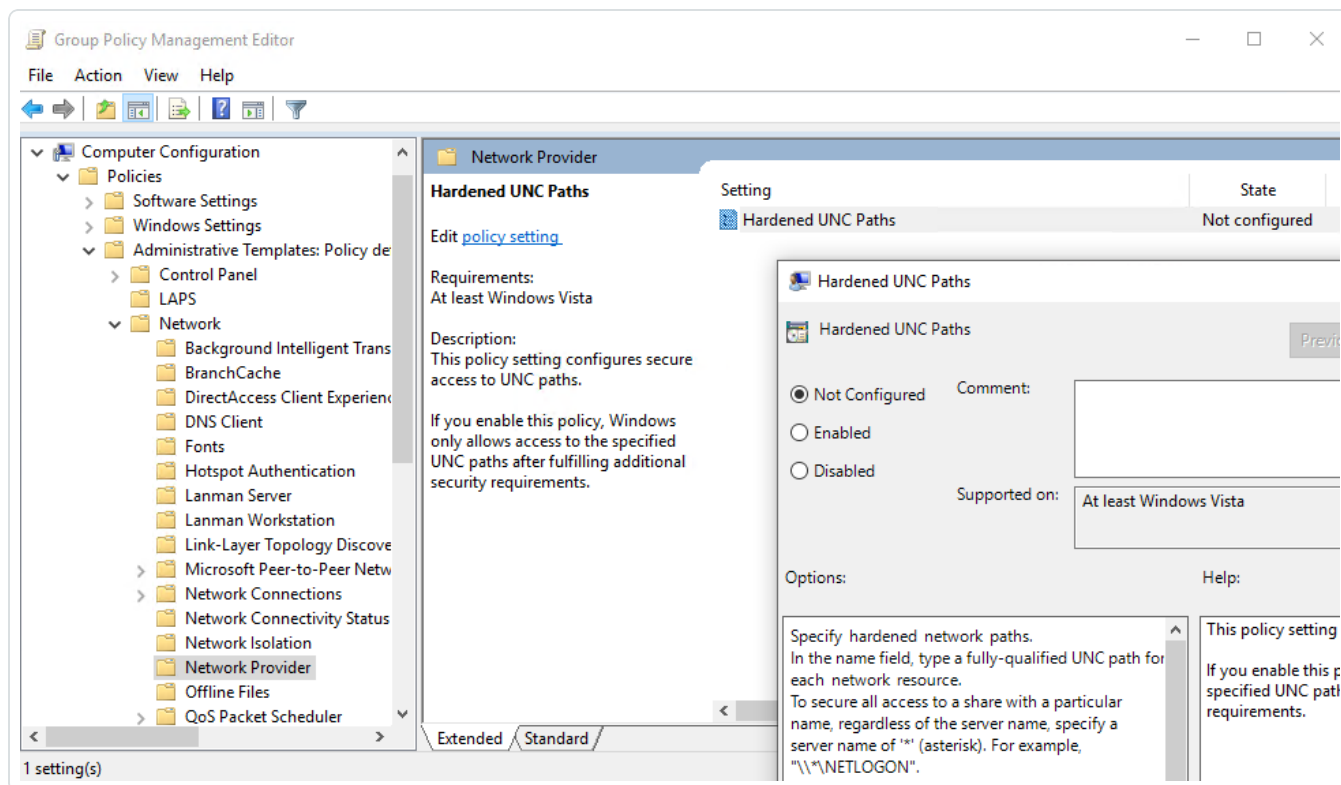 Group Policy Management Editor
File Action View Help
Computer Configuration
Policies
Software Settings
Windows Settings
Administrative Templates: Policy de
Control Panel
LAPS
Network
Background Intelligent Trans
BranchCache
DirectAccess Client Experienc
DNS Client
Fonts
Hotspot Authentication
Lanman Server
Lanman Workstation
Link-Layer Topology Discove
Microsoft Peer-to-Peer Netw
Network Connections
Network Connectivity Status
Network Isolation
Network Provider
Offline Files
QoS Packet Scheduler
1 setting(s)
Network Provider
Hardened UNC Paths
Edit policy setting
Requirements:
At least Windows Vista
Description:
This policy setting configures secure
access to UNC paths.
If you enable this policy, Windows
only allows access to the specified
UNC paths after fulfilling additional
security requirements.
Extended Standard
Setting State
Hardened UNC Paths Not configured
Hardened UNC Paths
Hardened UNC Paths
Previ
Not Configured
Enabled
Disabled
Comment:
Supported on:
At least Windows Vista
Options:
Help:
Specify hardened network paths.
In the name field, type a fully-qualified UNC path for
each network resource.
To secure all access to a share with a particular
name, regardless of the server name, specify a
server name of '*' (asterisk). For example,
"\\*\NETLOGON".
This policy setting
If you enable this p
specified UNC path
requirements.